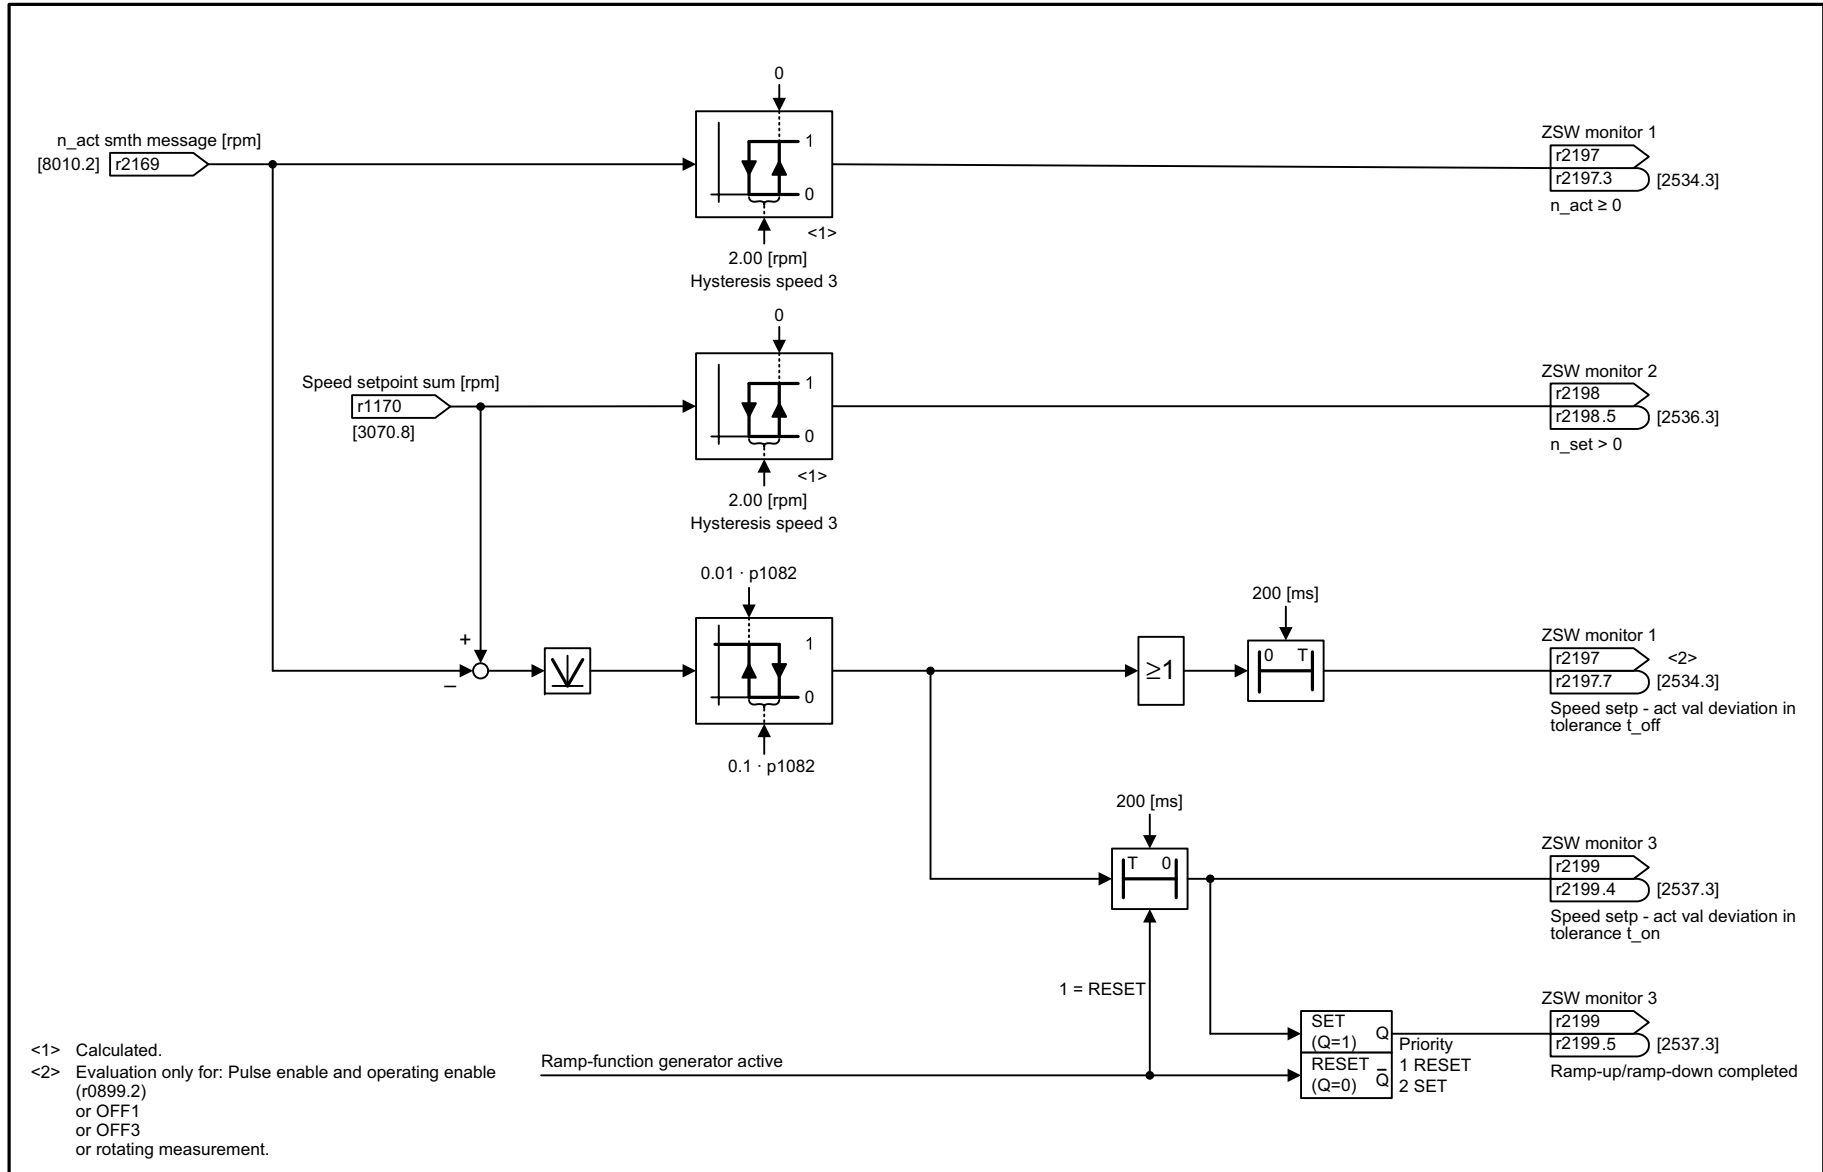 0
n_act smth message [rpm]
[8010.2]
r2169
1
0
<1>
2.00 [rpm]
Hysteresis speed 3
ZSW monitor 1
r2197
r2197.3
[2534.3]
n_act ≥ 0
0
Speed setpoint sum [rpm]
r1170
[3070.8]
1
0
<1>
2.00 [rpm]
Hysteresis speed 3
ZSW monitor 2
r2198
r2198.5
[2536.3]
n_set > 0
0.01 · p1082
+
–
1
0
0.1 · p1082
≥1
200 [ms]
0 T
ZSW monitor 1
r2197
<2>
r2197.7
[2534.3]
Speed setp - act val deviation in
tolerance t_off
200 [ms]
T 0
ZSW monitor 3
r2199
r2199.4
[2537.3]
Speed setp - act val deviation in
tolerance t_on
1 = RESET
Ramp-function generator active
SET
(Q=1)
Q
RESET
(Q=0)
Q̅
Priority
1 RESET
2 SET
ZSW monitor 3
r2199
r2199.5
[2537.3]
Ramp-up/ramp-down completed
<1> Calculated.
<2> Evaluation only for: Pulse enable and operating enable
(r0899.2)
or OFF1
or OFF3
or rotating measurement.